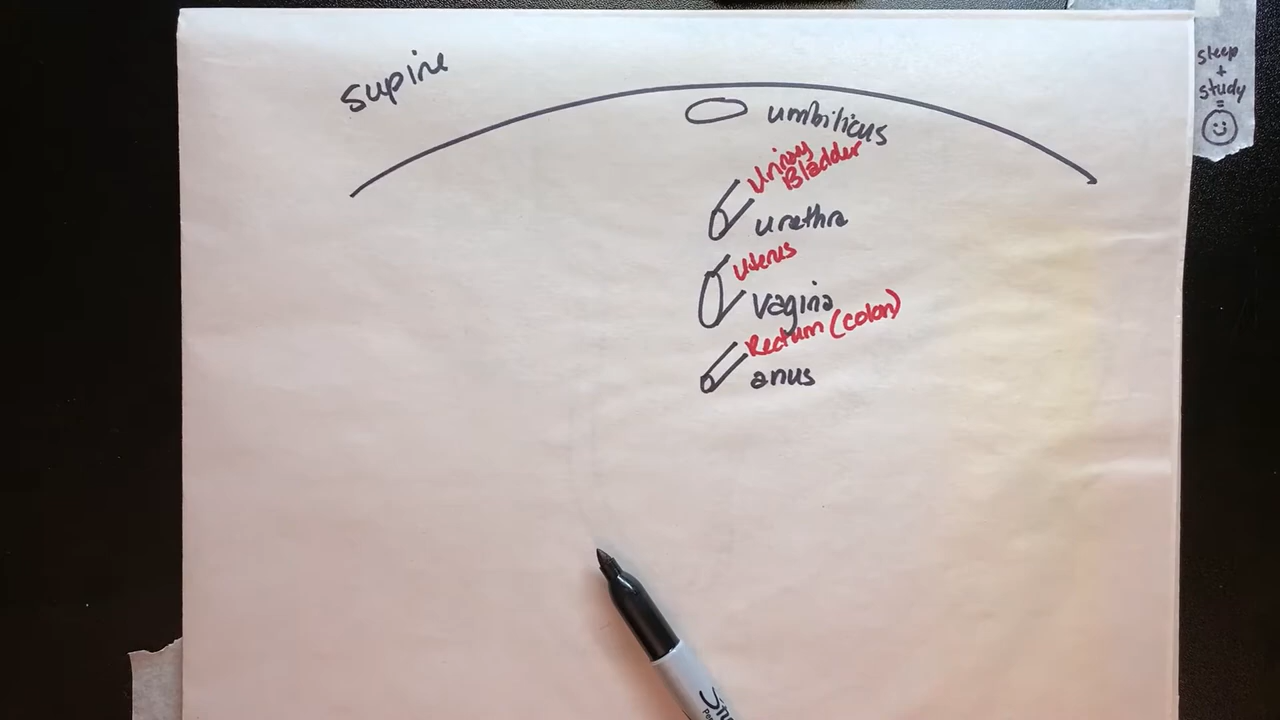 supine
umbilicus
Urinary
Bladder
urethra
Uterus
vagina
Rectum (colon)
anus
sleep
+
study
=